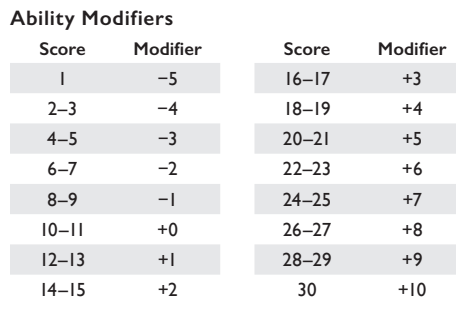 Ability Modifiers
Score Modifier Score Modifier
1 −5 16–17 +3
2–3 −4 18–19 +4
4–5 −3 20–21 +5
6–7 −2 22–23 +6
8–9 −1 24–25 +7
10–11 +0 26–27 +8
12–13 +1 28–29 +9
14–15 +2 30 +10